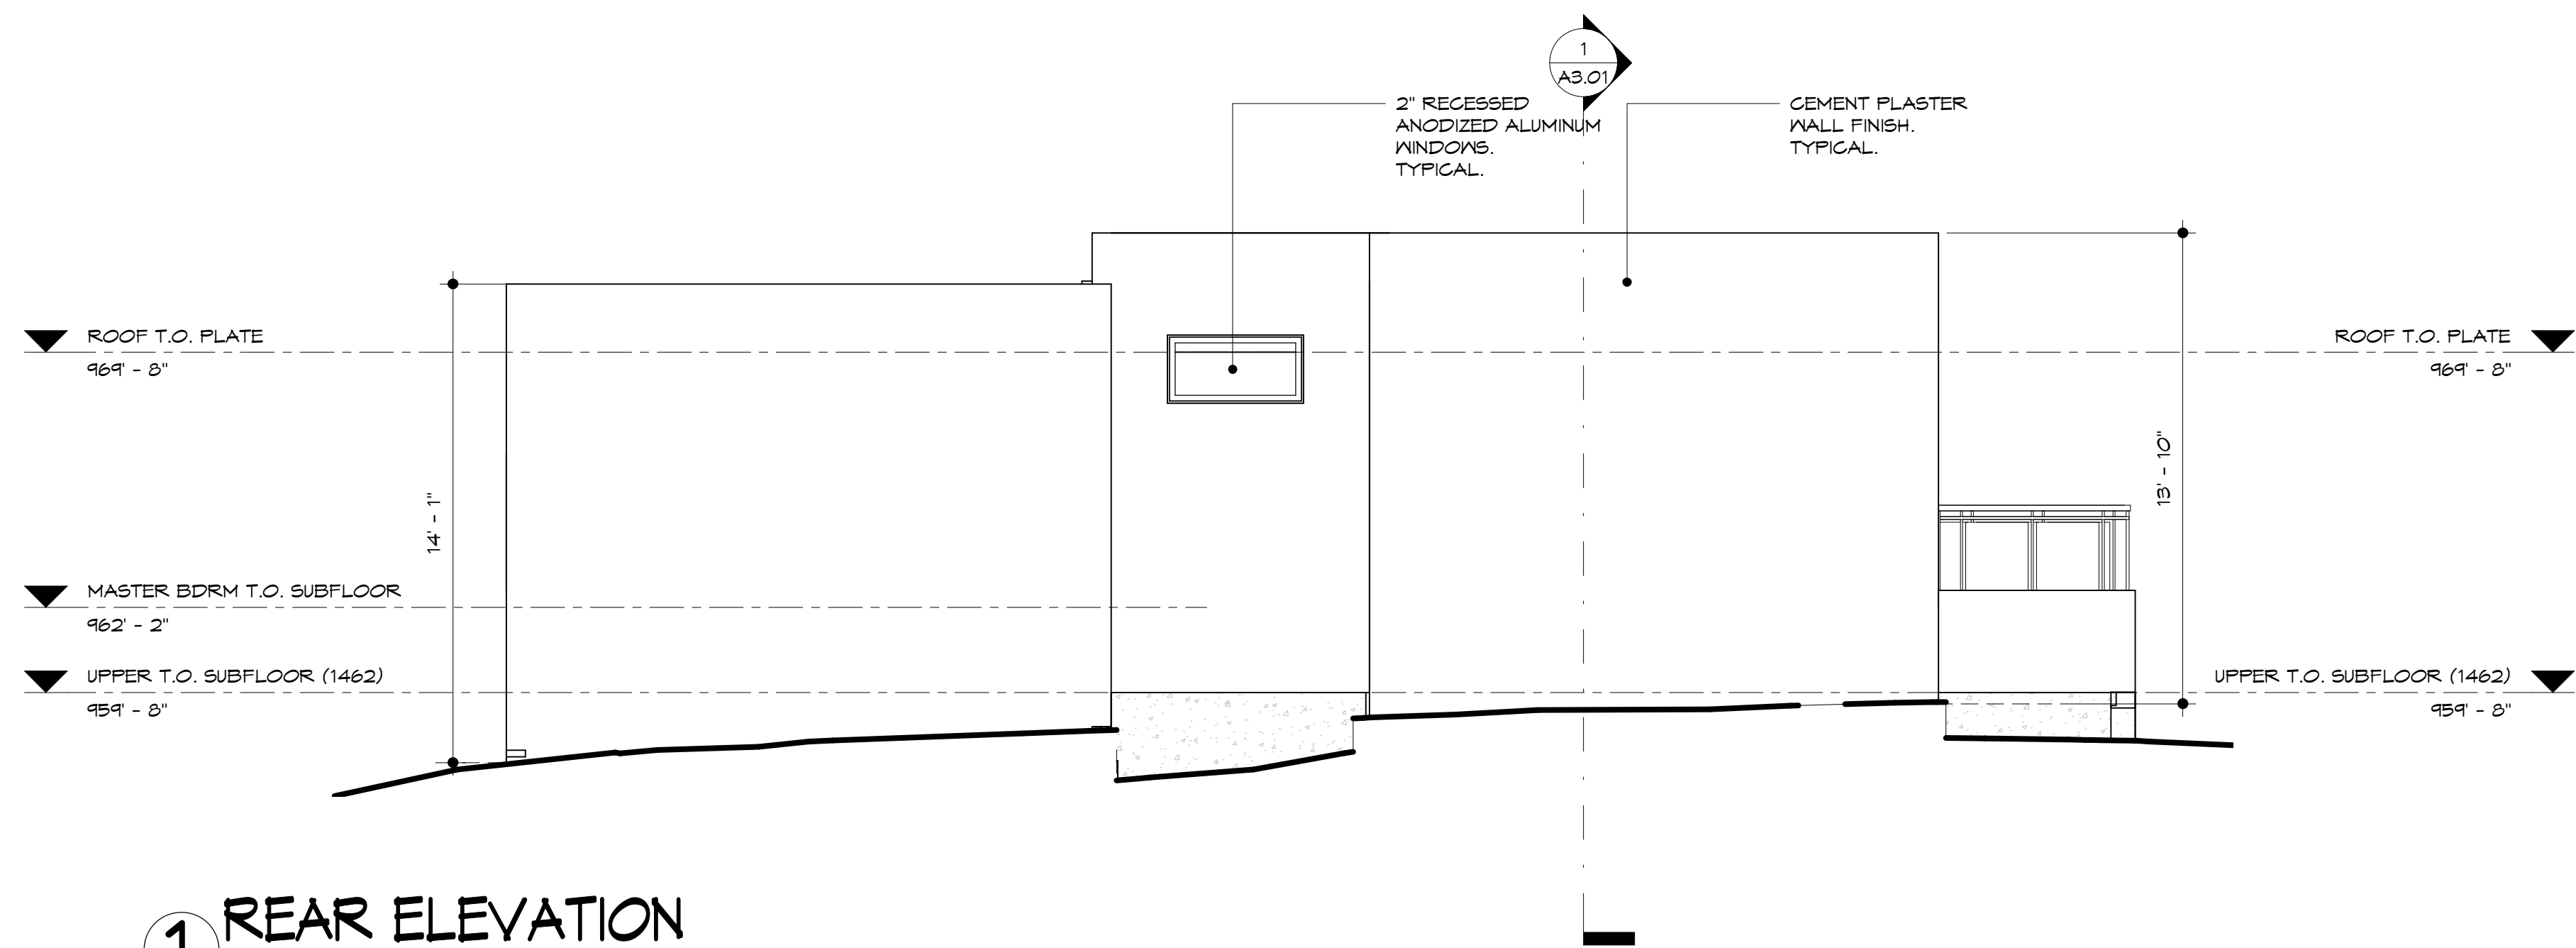 1
A3.01
2" RECESSED
ANODIZED ALUMINUM
WINDOWS.
TYPICAL.
CEMENT PLASTER
WALL FINISH.
TYPICAL.
ROOF T.O. PLATE
969' - 8"
ROOF T.O. PLATE
969' - 8"
14' - 1"
13' - 10"
MASTER BDRM T.O. SUBFLOOR
962' - 2"
UPPER T.O. SUBFLOOR (1462)
959' - 8"
UPPER T.O. SUBFLOOR (1462)
959' - 8"
1 REAR ELEVATION